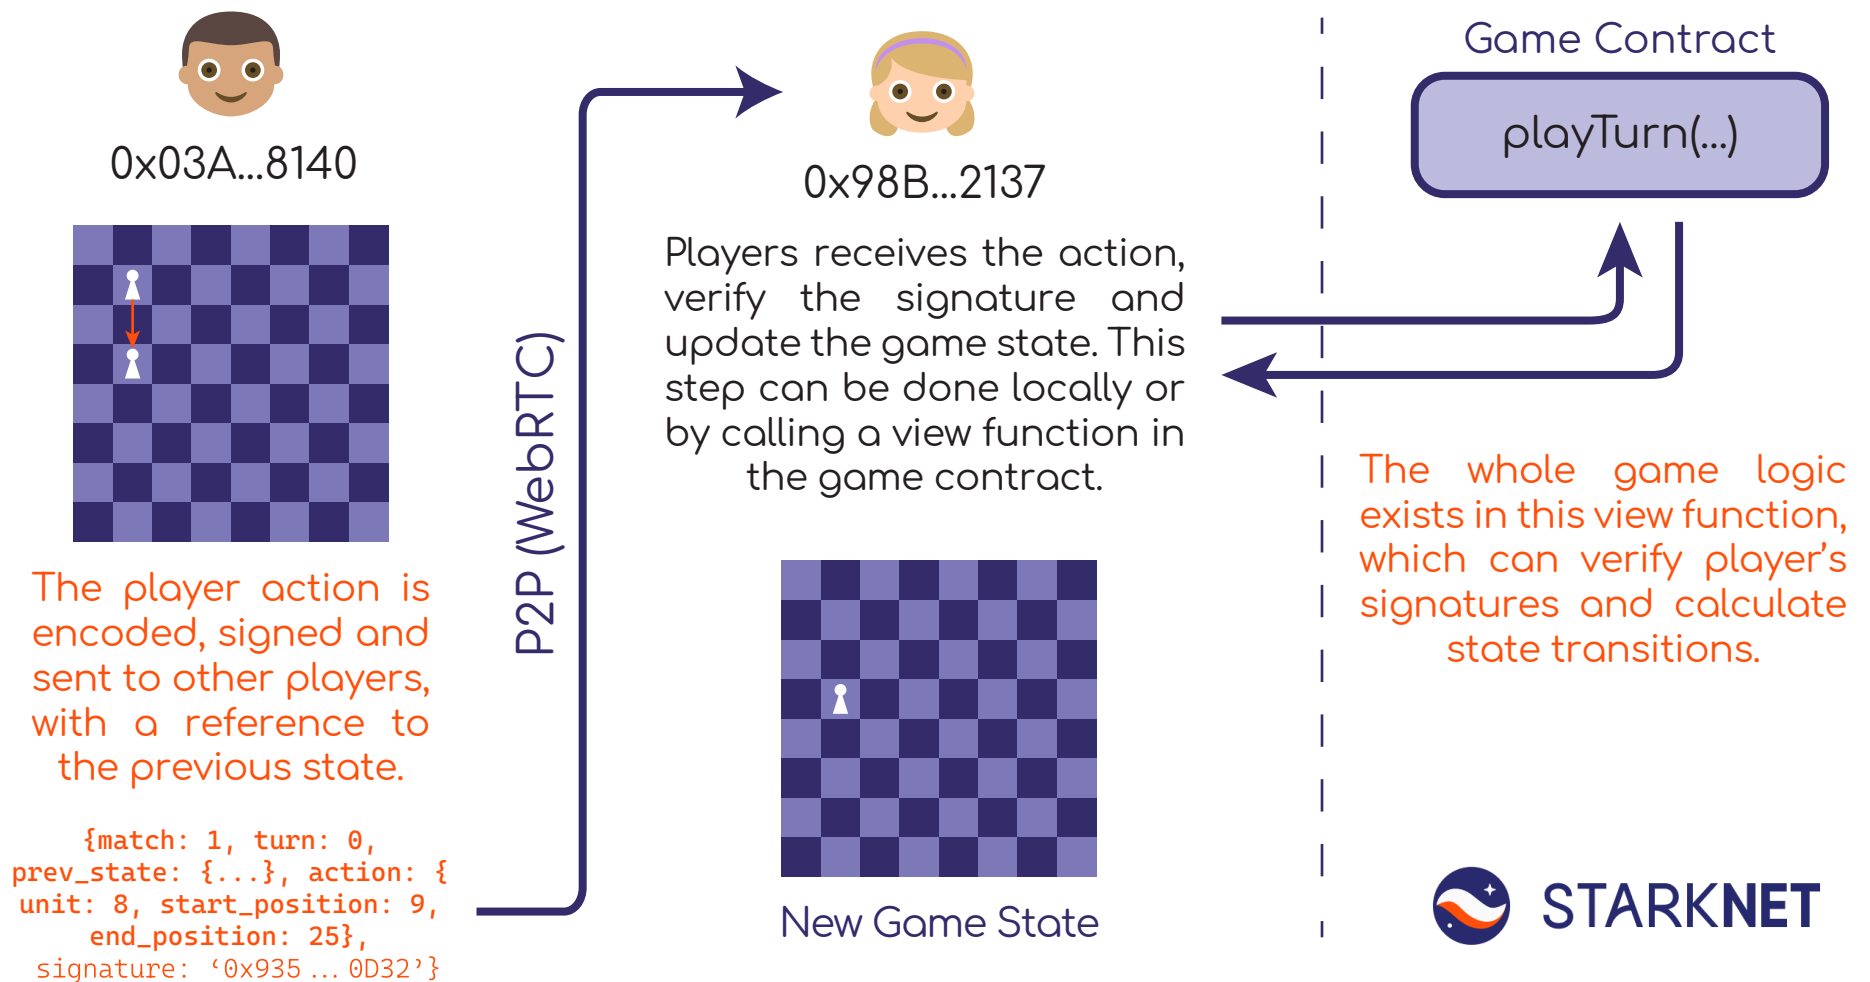 0x03A...8140
The player action is
encoded, signed and
sent to other players,
with a reference to
the previous state.
{match: 1, turn: 0,
prev_state: {...}, action: {
unit: 8, start_position: 9,
end_position: 25},
signature: ‘0x935...0D32’}
P2P (WebRTC)
0x98B...2137
Players receives the action,
verify the signature and
update the game state. This
step can be done locally or
by calling a view function in
the game contract.
New Game State
Game Contract
playTurn(...)
The whole game logic
exists in this view function,
which can verify player’s
signatures and calculate
state transitions.
STARKNET